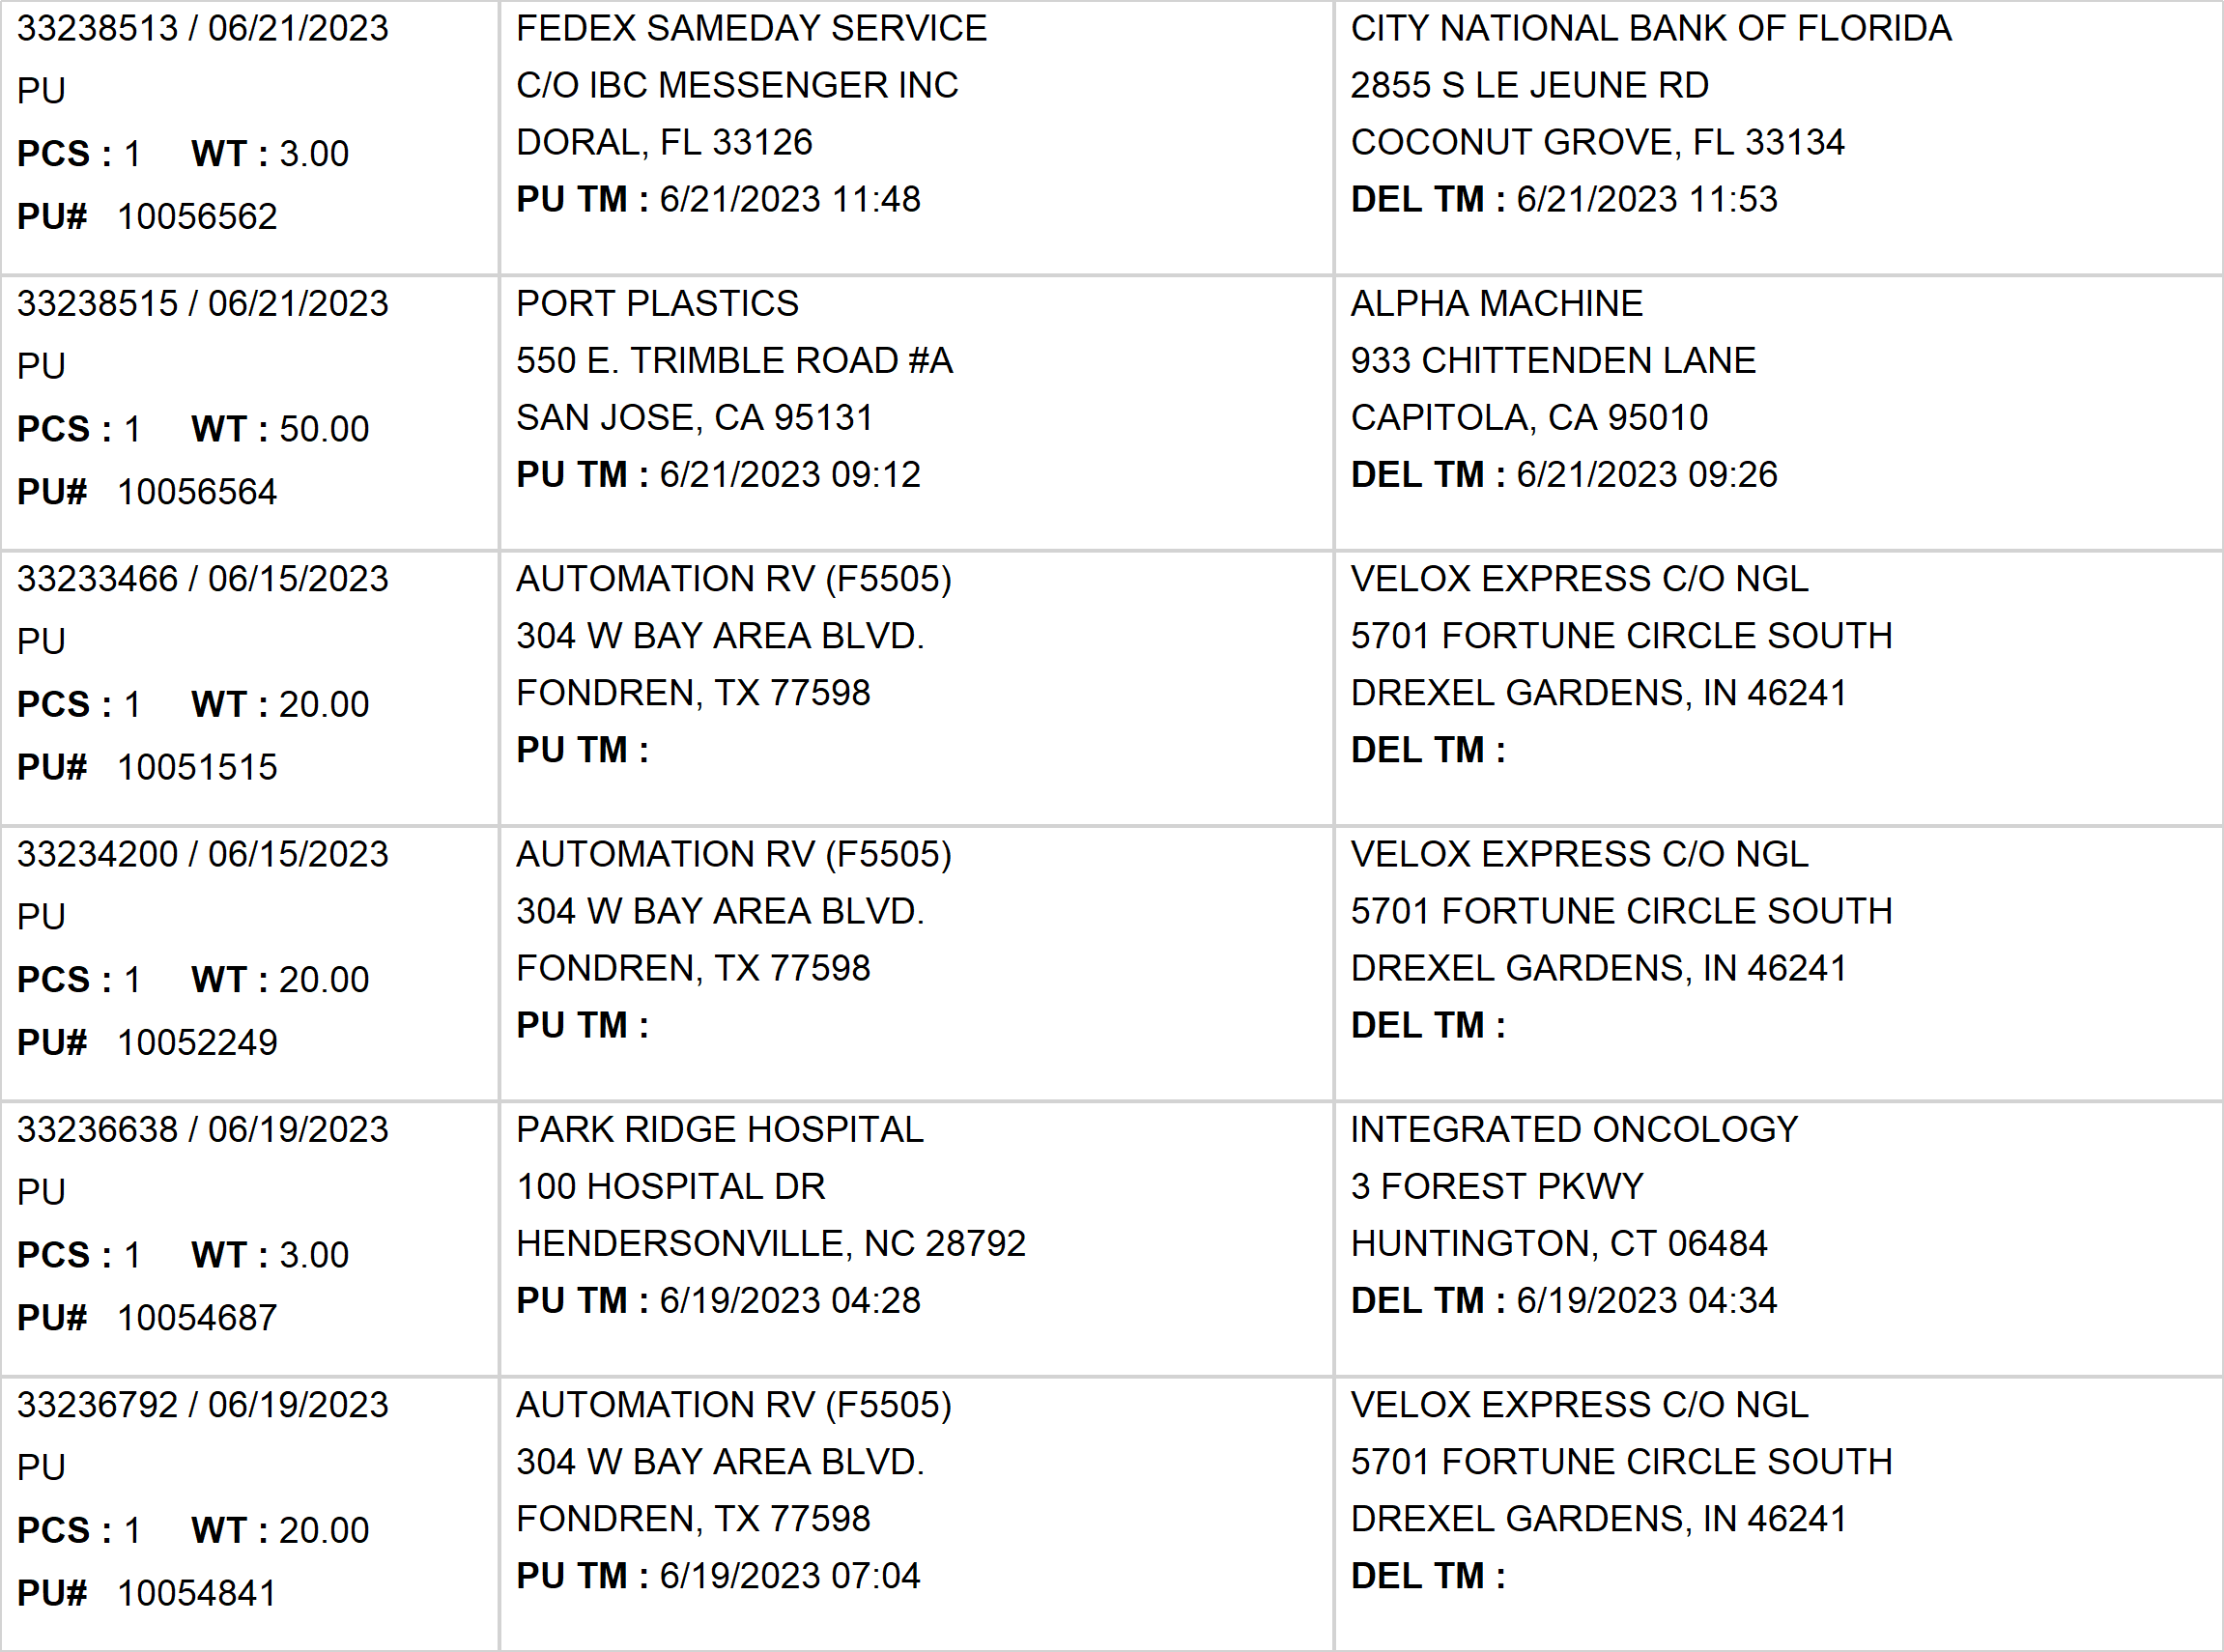 33238513 / 06/21/2023
PU
PCS : 1 WT : 3.00
PU# 10056562
FEDEX SAMEDAY SERVICE
C/O IBC MESSENGER INC
DORAL, FL 33126
PU TM : 6/21/2023 11:48
CITY NATIONAL BANK OF FLORIDA
2855 S LE JEUNE RD
COCONUT GROVE, FL 33134
DEL TM : 6/21/2023 11:53
33238515 / 06/21/2023
PU
PCS : 1 WT : 50.00
PU# 10056564
PORT PLASTICS
550 E. TRIMBLE ROAD #A
SAN JOSE, CA 95131
PU TM : 6/21/2023 09:12
ALPHA MACHINE
933 CHITTENDEN LANE
CAPITOLA, CA 95010
DEL TM : 6/21/2023 09:26
33233466 / 06/15/2023
PU
PCS : 1 WT : 20.00
PU# 10051515
AUTOMATION RV (F5505)
304 W BAY AREA BLVD.
FONDREN, TX 77598
PU TM :
VELOX EXPRESS C/O NGL
5701 FORTUNE CIRCLE SOUTH
DREXEL GARDENS, IN 46241
DEL TM :
33234200 / 06/15/2023
PU
PCS : 1 WT : 20.00
PU# 10052249
AUTOMATION RV (F5505)
304 W BAY AREA BLVD.
FONDREN, TX 77598
PU TM :
VELOX EXPRESS C/O NGL
5701 FORTUNE CIRCLE SOUTH
DREXEL GARDENS, IN 46241
DEL TM :
33236638 / 06/19/2023
PU
PCS : 1 WT : 3.00
PU# 10054687
PARK RIDGE HOSPITAL
100 HOSPITAL DR
HENDERSONVILLE, NC 28792
PU TM : 6/19/2023 04:28
INTEGRATED ONCOLOGY
3 FOREST PKWY
HUNTINGTON, CT 06484
DEL TM : 6/19/2023 04:34
33236792 / 06/19/2023
PU
PCS : 1 WT : 20.00
PU# 10054841
AUTOMATION RV (F5505)
304 W BAY AREA BLVD.
FONDREN, TX 77598
PU TM : 6/19/2023 07:04
VELOX EXPRESS C/O NGL
5701 FORTUNE CIRCLE SOUTH
DREXEL GARDENS, IN 46241
DEL TM :